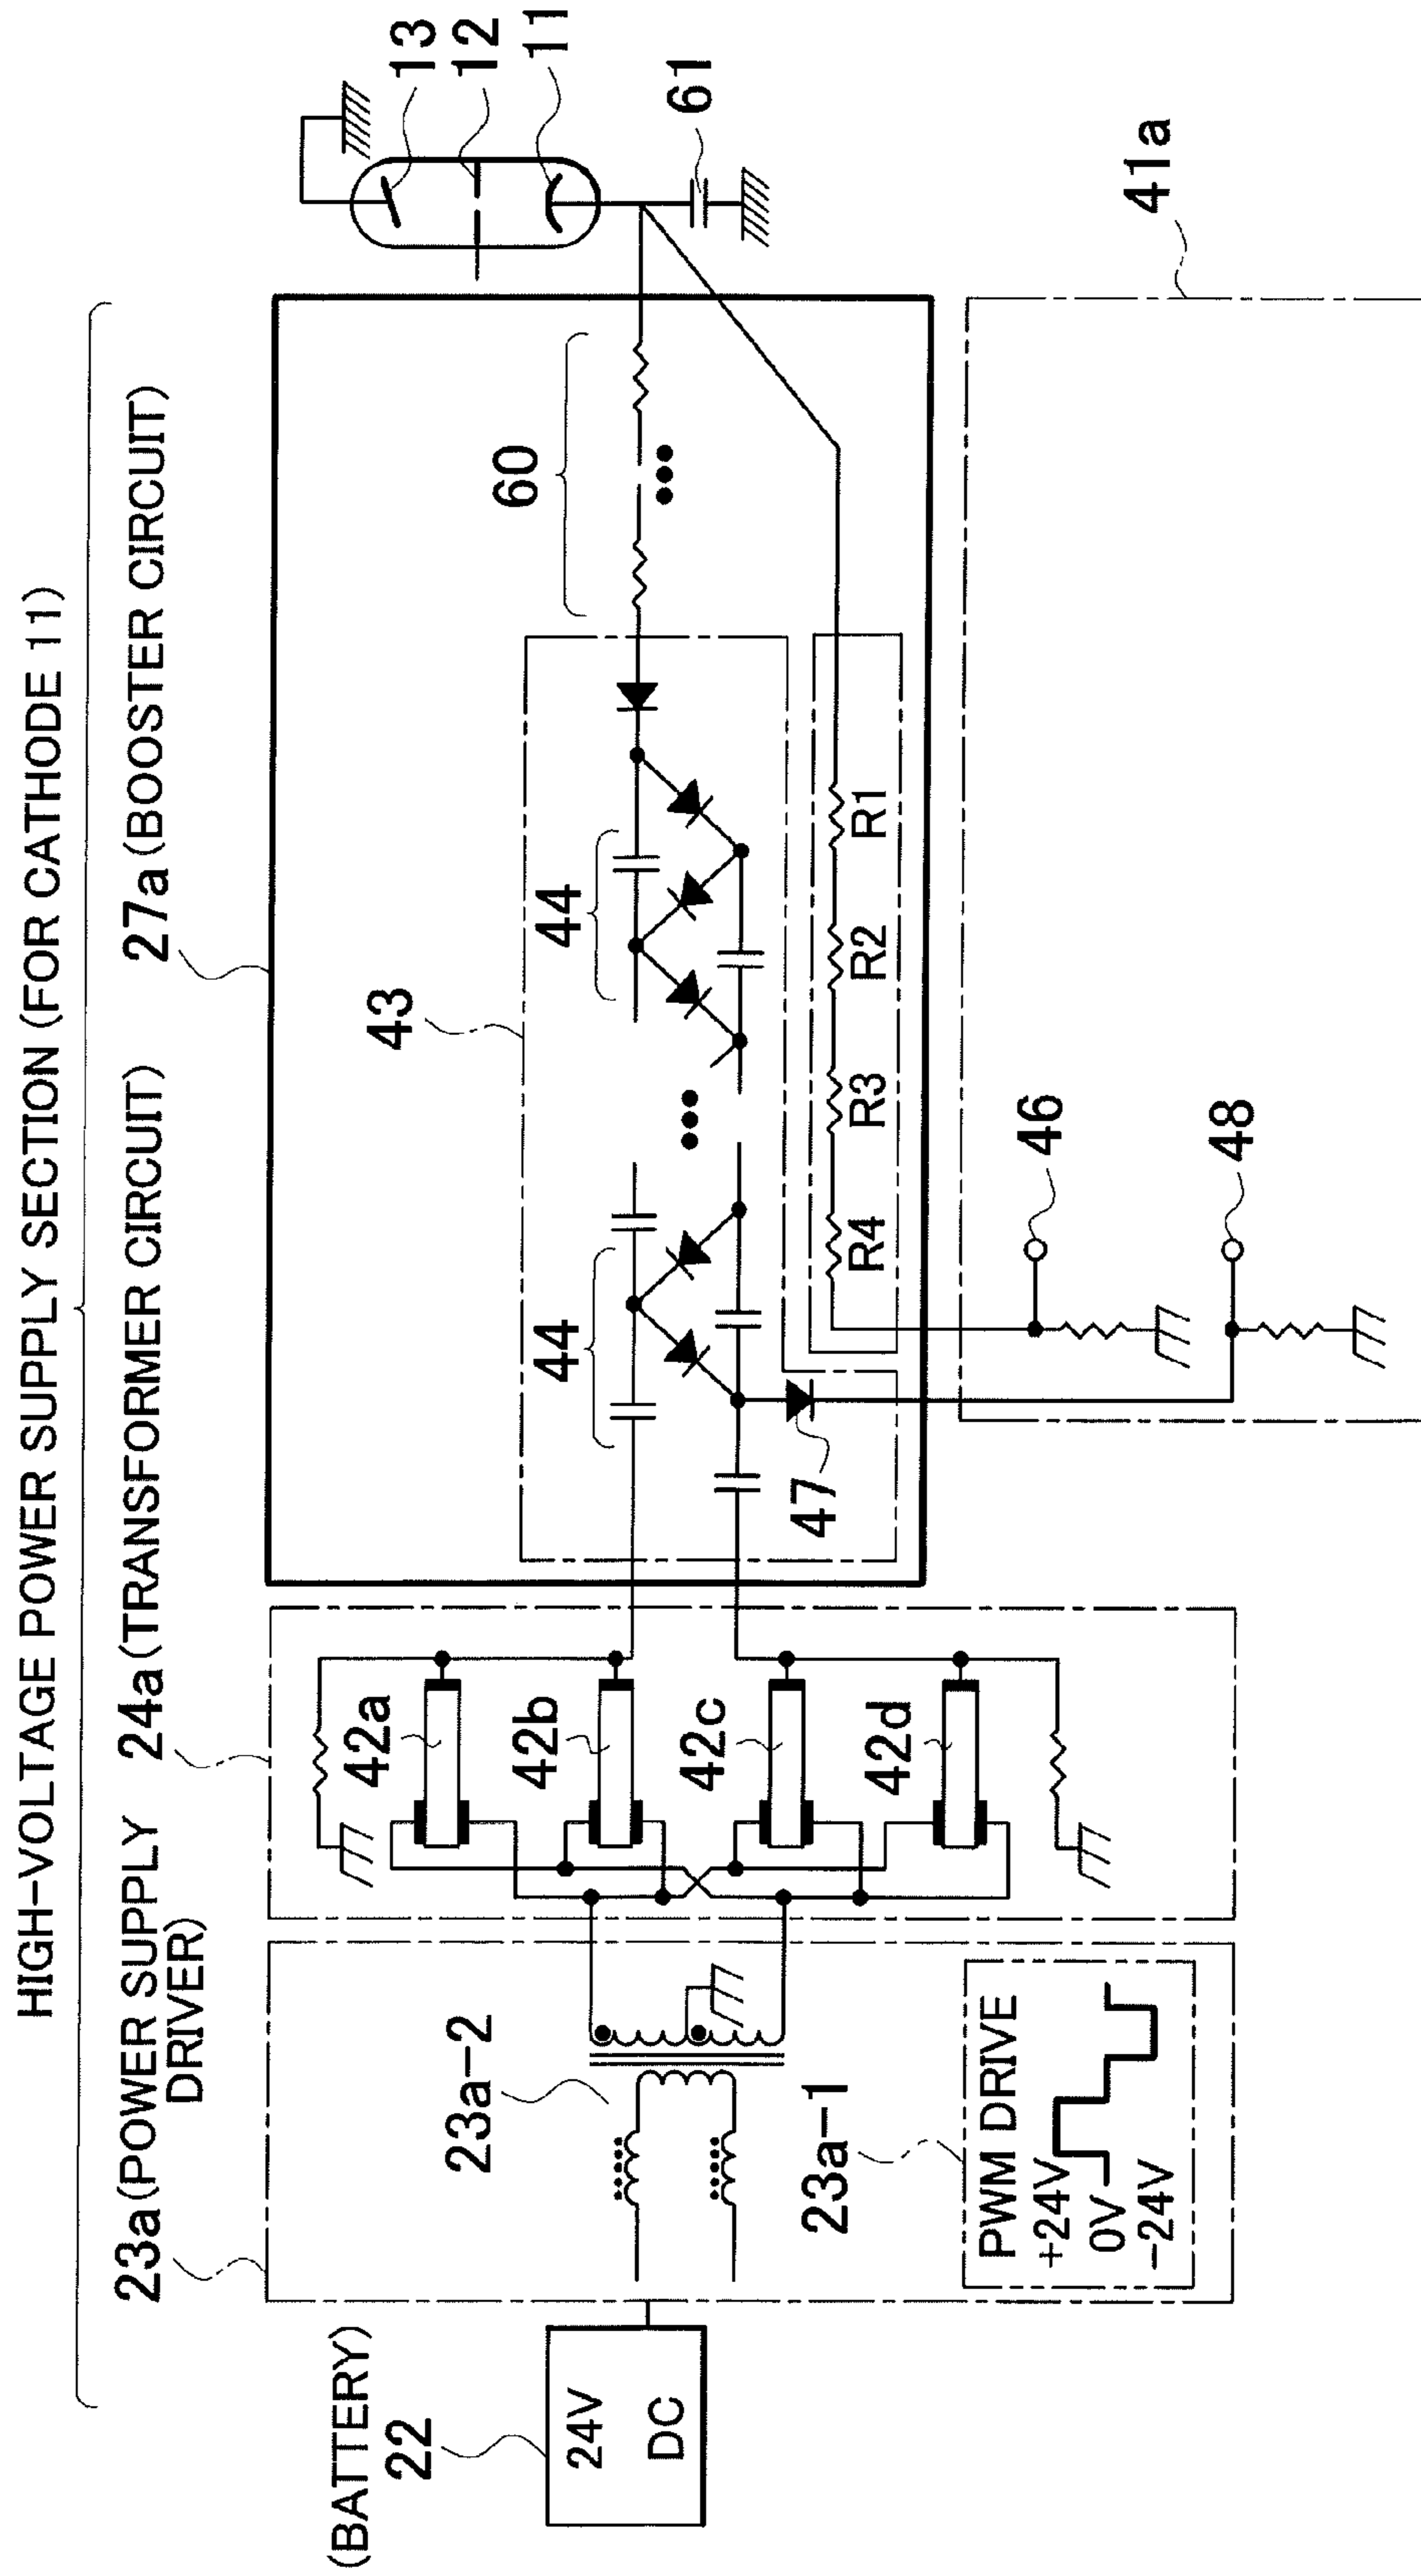 HIGH-VOLTAGE POWER SUPPLY SECTION (FOR CATHODE 11)
23a (POWER SUPPLY
DRIVER)
24a (TRANSFORMER CIRCUIT)
27a (BOOSTER CIRCUIT)
(BATTERY)
22
24V
DC
23a-2
23a-1
PWM DRIVE
+24V
0V
-24V
42a
42b
42c
42d
43
44
44
47
60
R4
R3
R2
R1
13
12
11
61
46
48
41a